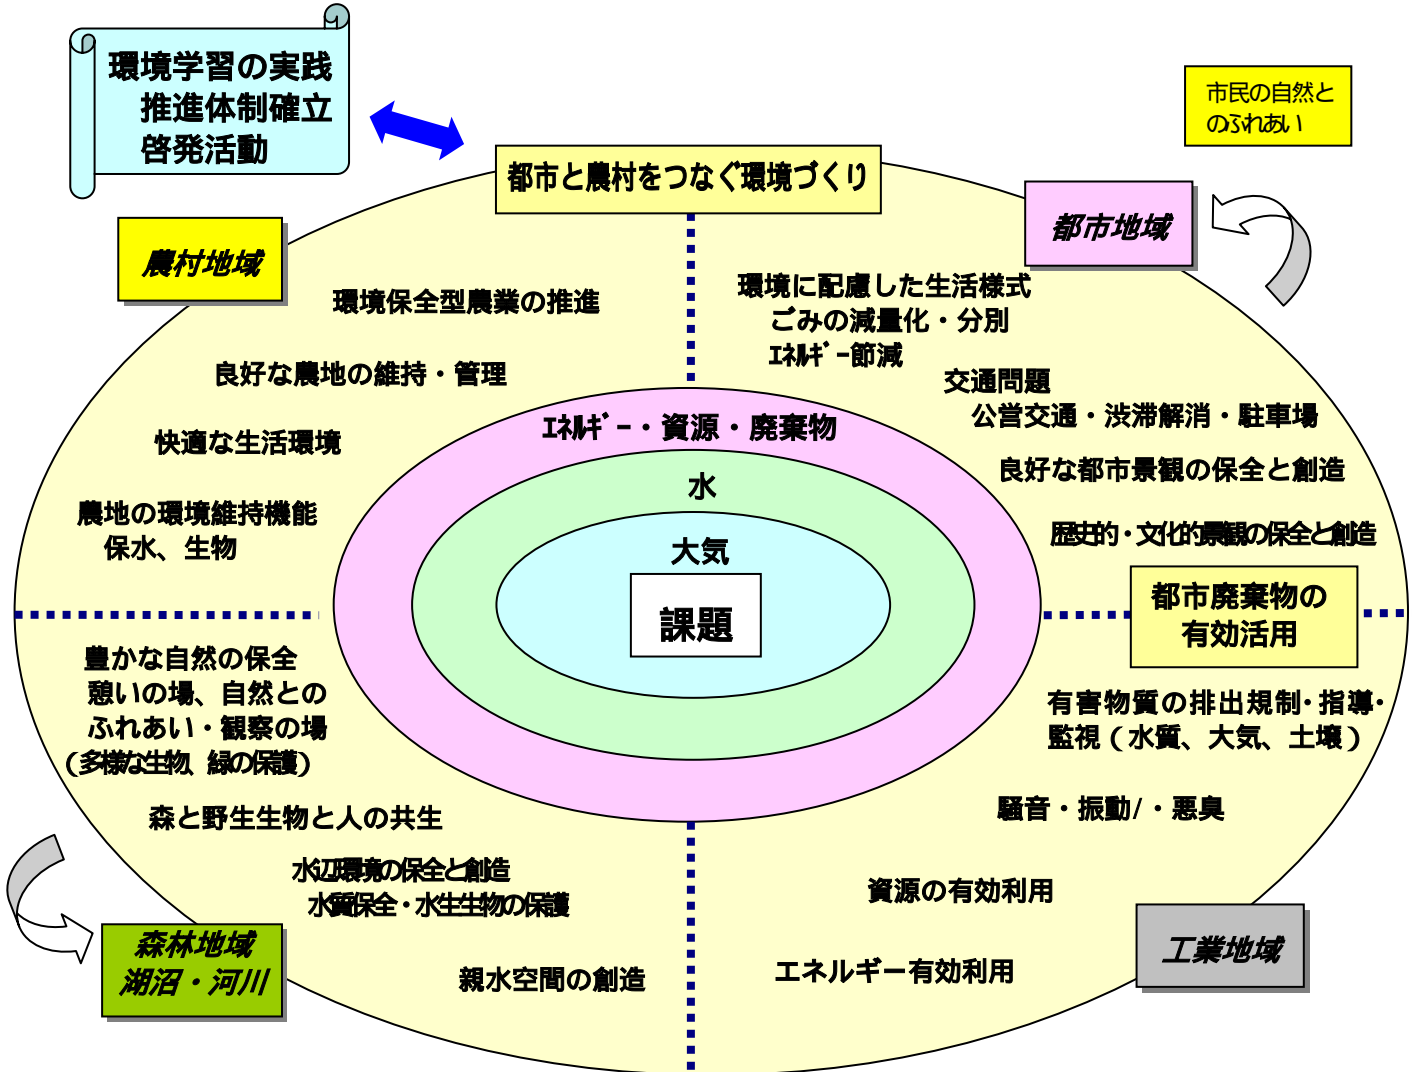 環境学習の実践
推進体制確立
啓発活動
市民の自然と
のふれあい
都市と農村をつなぐ環境づくり
都市地域
農村地域
環境保全型農業の推進
良好な農地の維持・管理
快適な生活環境
農地の環境維持機能
保水、生物
環境に配慮した生活様式
ごみの減量化・分別
エネルギー節減
交通問題
公営交通・渋滞解消・駐車場
良好な都市景観の保全と創造
歴史的・文化的景観の保全と創造
エネルギー・資源・廃棄物
水
大気
課題
都市廃棄物の
有効活用
豊かな自然の保全
憩いの場、自然との
ふれあい・観察の場
(多様な生物、緑の保護)
森と野生生物と人の共生
水辺環境の保全と創造
水質保全・水生生物の保護
親水空間の創造
森林地域
湖沼・河川
有害物質の排出規制・指導・
監視(水質、大気、土壌)
騒音・振動/・悪臭
資源の有効利用
エネルギー有効利用
工業地域